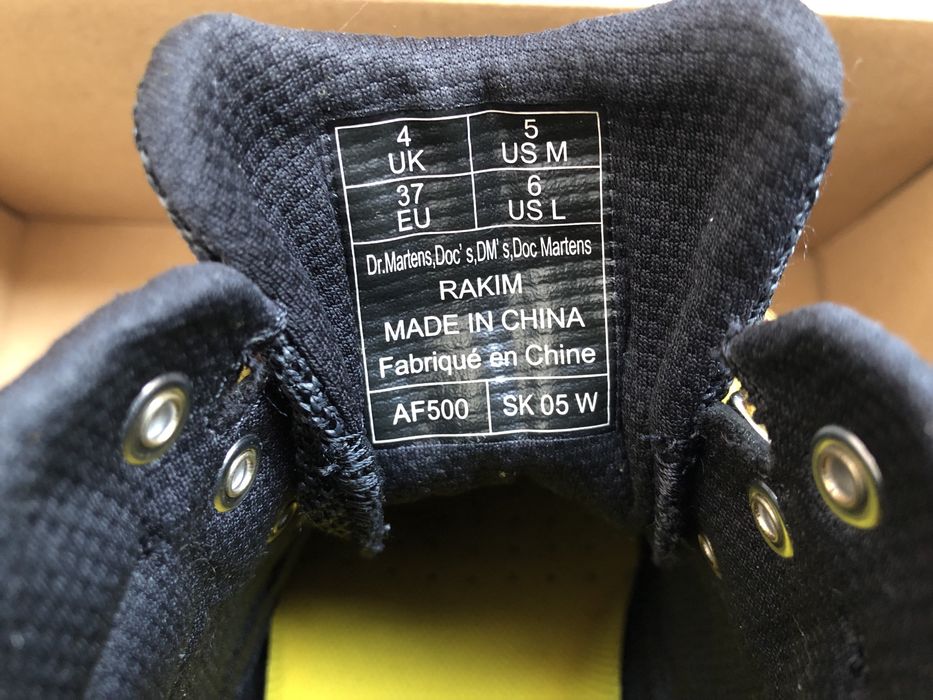 4
UK
5
US M
37
EU
6
US L
Dr.Martens,Doc's,DM's,Doc Martens
RAKIM
MADE IN CHINA
Fabriqué en Chine
AF500
SK 05 W